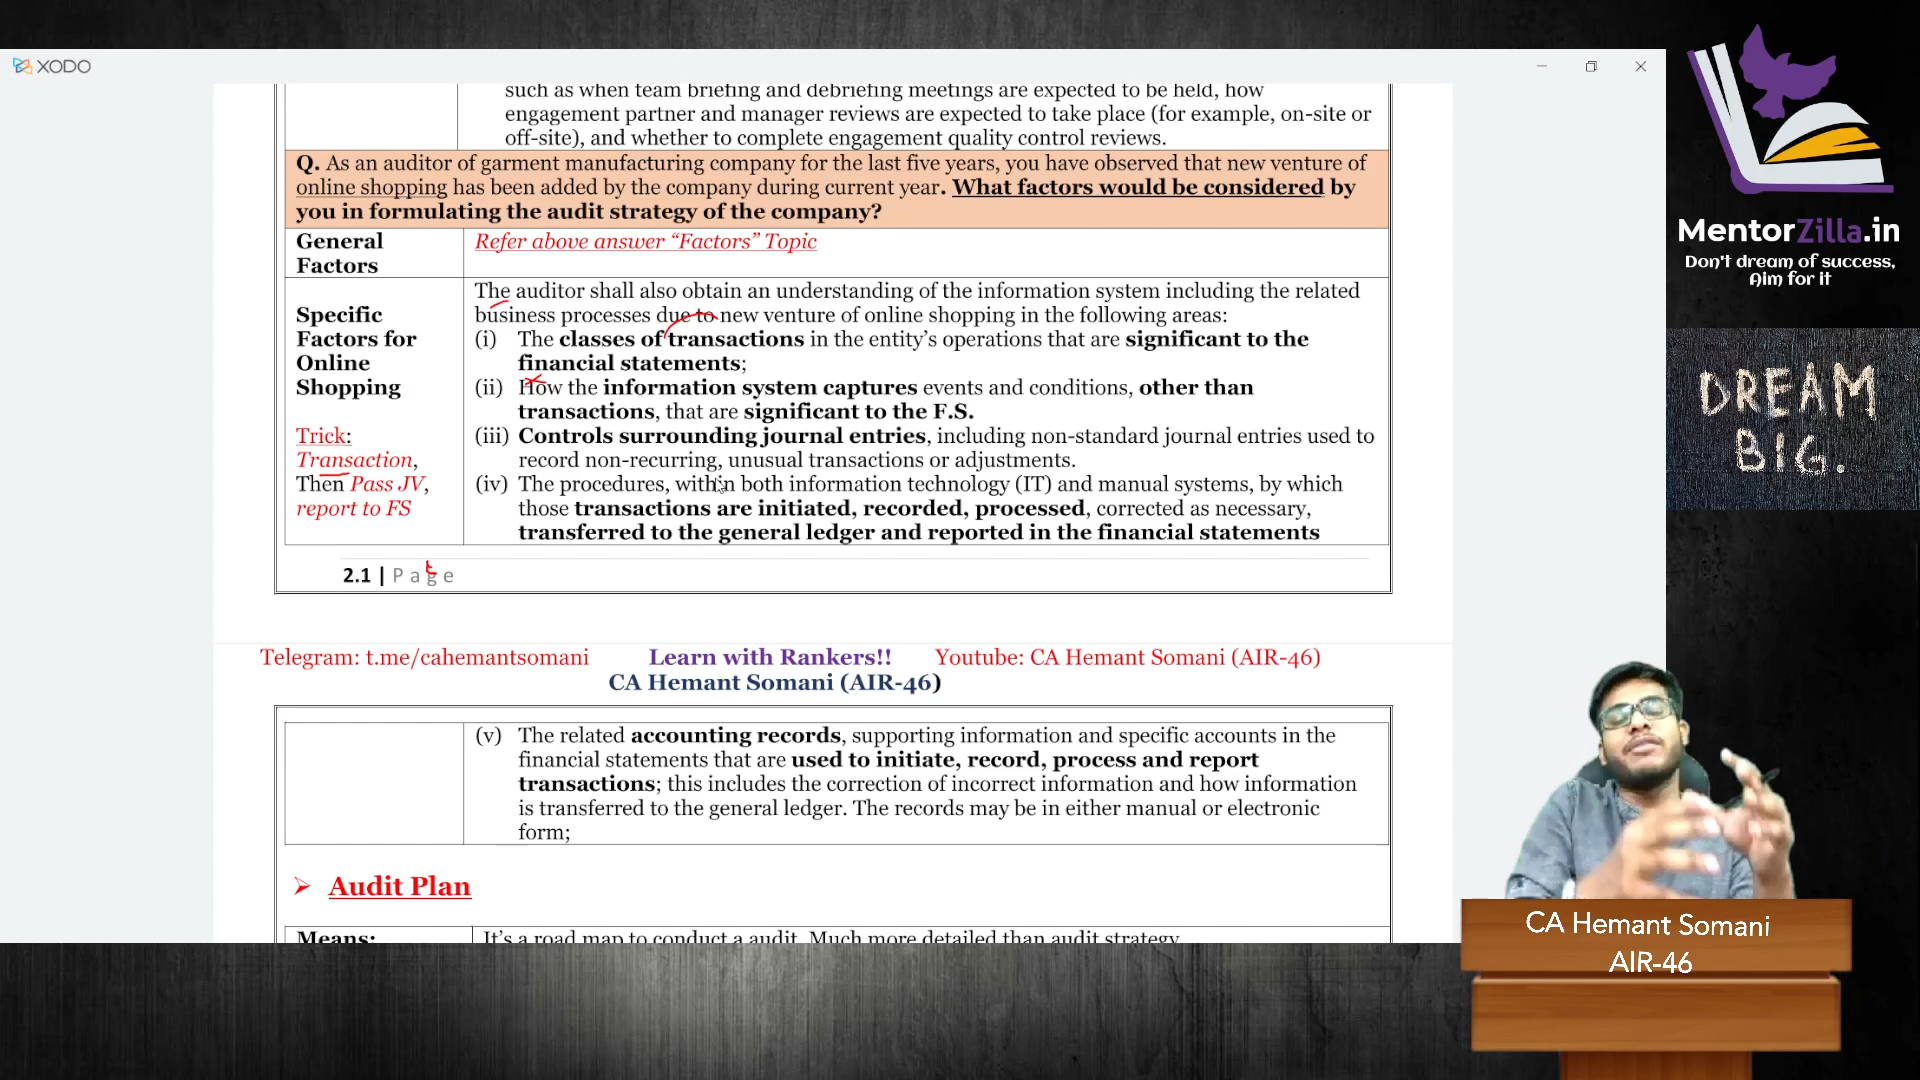 XODO
such as when team briefing and debriefing meetings are expected to be held, how
engagement partner and manager reviews are expected to take place (for example, on-site or
off-site), and whether to complete engagement quality control reviews.
Q. As an auditor of garment manufacturing company for the last five years, you have observed that new venture of
online shopping has been added by the company during current year. What factors would be considered by
you in formulating the audit strategy of the company?
General
Factors
Refer above answer “Factors” Topic
Specific
Factors for
Online
Shopping
Trick:
Transaction,
Then Pass JV,
report to FS
The auditor shall also obtain an understanding of the information system including the related
business processes due to new venture of online shopping in the following areas:
(i) The classes of transactions in the entity’s operations that are significant to the
financial statements;
(ii) How the information system captures events and conditions, other than
transactions, that are significant to the F.S.
(iii) Controls surrounding journal entries, including non-standard journal entries used to
record non-recurring, unusual transactions or adjustments.
(iv) The procedures, within both information technology (IT) and manual systems, by which
those transactions are initiated, recorded, processed, corrected as necessary,
transferred to the general ledger and reported in the financial statements
2.1 | Page
Telegram: t.me/cahemantsomani Learn with Rankers!! Youtube: CA Hemant Somani (AIR-46)
CA Hemant Somani (AIR-46)
(v) The related accounting records, supporting information and specific accounts in the
financial statements that are used to initiate, record, process and report
transactions; this includes the correction of incorrect information and how information
is transferred to the general ledger. The records may be in either manual or electronic
form;
➢ Audit Plan
Means: It’s a road map to conduct a audit. Much more detailed than audit strategy
MentorZilla.in
Don't dream of success,
Aim for it
DREAM
BIG.
CA Hemant Somani
AIR-46